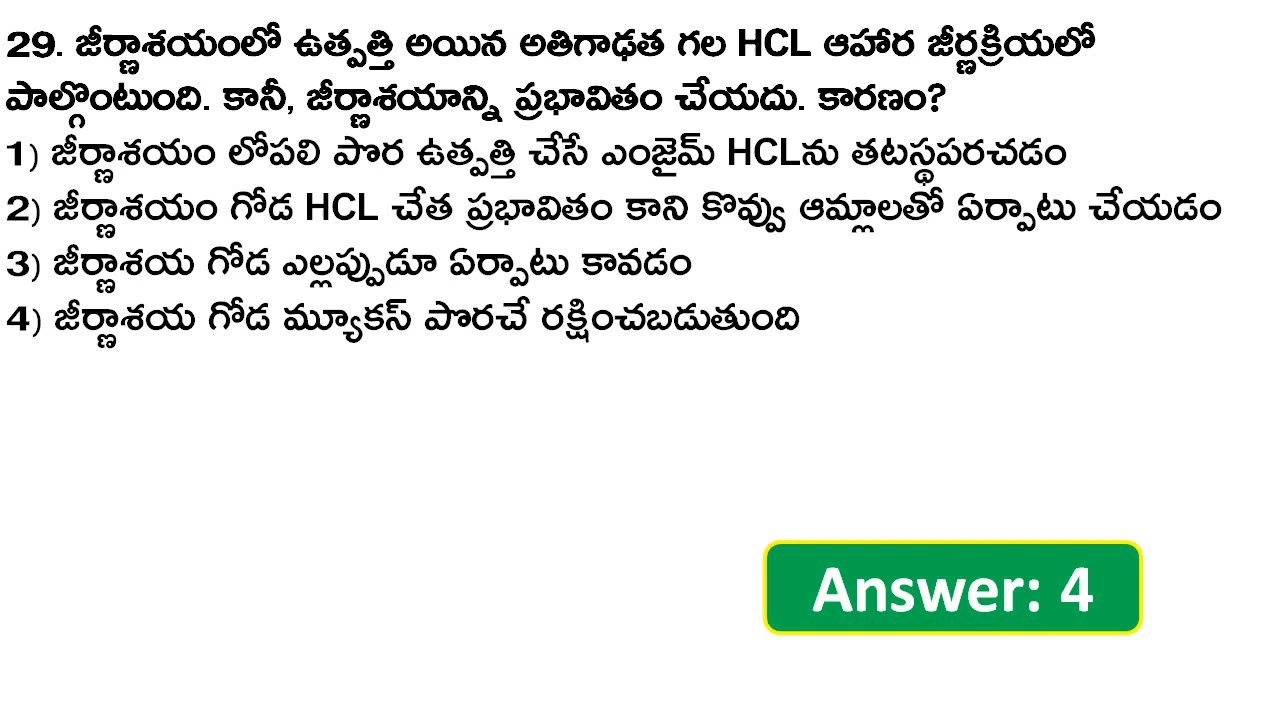 29. జీర్ణాశయంలో ఉత్పత్తి అయిన అతిగాఢత గల HCL ఆహార జీర్ణక్రియలో
పాల్గొంటుంది. కానీ, జీర్ణాశయాన్ని ప్రభావితం చేయదు. కారణం?
1) జీర్ణాశయం లోపలి పొర ఉత్పత్తి చేసే ఎంజైమ్ HCLను తటస్థపరచడం
2) జీర్ణాశయం గోడ HCL చేత ప్రభావితం కాని కొవ్వు ఆమ్లాలతో ఏర్పాటు చేయడం
3) జీర్ణాశయ గోడ ఎల్లప్పుడూ ఏర్పాటు కావడం
4) జీర్ణాశయ గోడ మ్యూకస్ పొరచే రక్షించబడుతుంది
Answer: 4